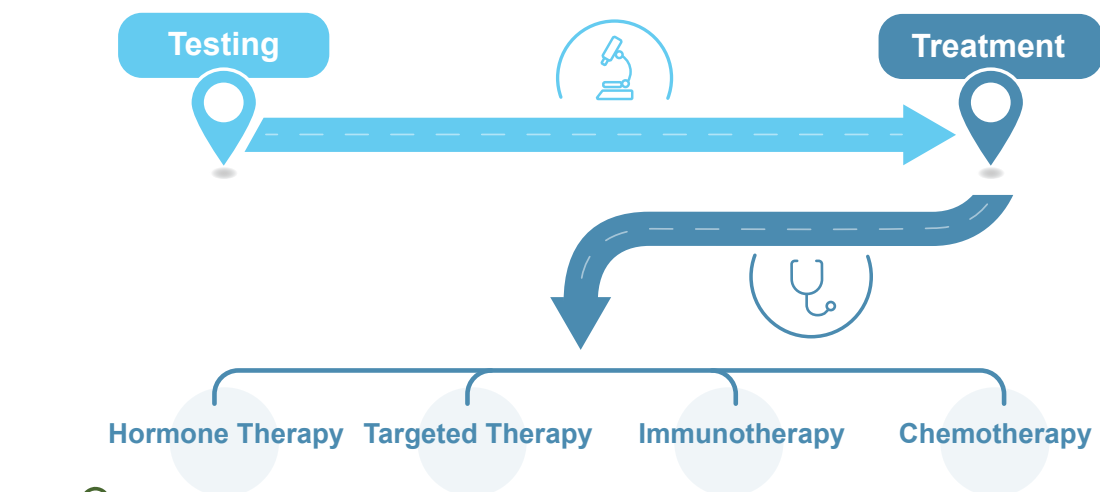 Testing
Treatment
Hormone Therapy
Targeted Therapy
Immunotherapy
Chemotherapy